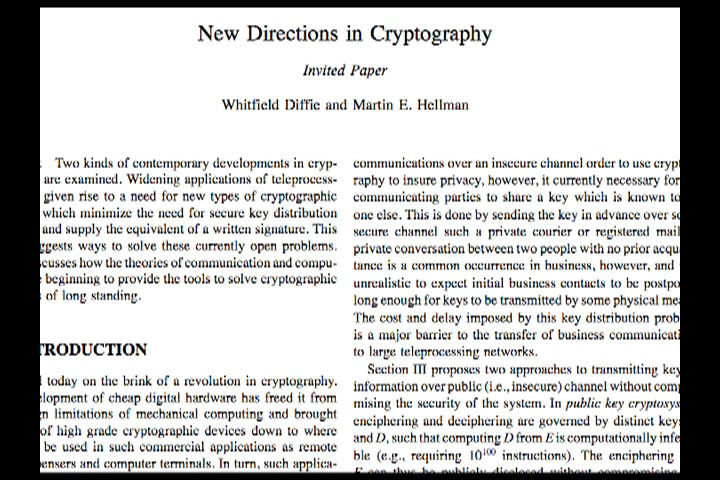 New Directions in Cryptography
Invited Paper
Whitfield Diffie and Martin E. Hellman
Two kinds of contemporary developments in cryp-
are examined. Widening applications of teleprocess-
given rise to a need for new types of cryptographic
which minimize the need for secure key distribution
and supply the equivalent of a written signature. This
ggests ways to solve these currently open problems.
cusses how the theories of communication and compu-
beginning to provide the tools to solve cryptographic
of long standing.
TRODUCTION
today on the brink of a revolution in cryptography.
lopment of cheap digital hardware has freed it from
n limitations of mechanical computing and brought
of high grade cryptographic devices down to where
be used in such commercial applications as remote
ensers and computer terminals. In turn, such applica-
communications over an insecure channel order to use cryp
raphy to insure privacy, however, it currently necessary for
communicating parties to share a key which is known to
one else. This is done by sending the key in advance over
secure channel such a private courier or registered mail
private conversation between two people with no prior acqu
tance is a common occurrence in business, however, and
unrealistic to expect initial business contacts to be postpo
long enough for keys to be transmitted by some physical me
The cost and delay imposed by this key distribution prob
is a major barrier to the transfer of business communicati
to large teleprocessing networks.
Section III proposes two approaches to transmitting key
information over public (i.e., insecure) channel without com
mising the security of the system. In public key cryptosys
enciphering and deciphering are governed by distinct key
and D, such that computing D from E is computationally infe
ble (e.g., requiring 10¹⁰⁰ instructions). The enciphering
E can thus be publicly disclosed without compromising